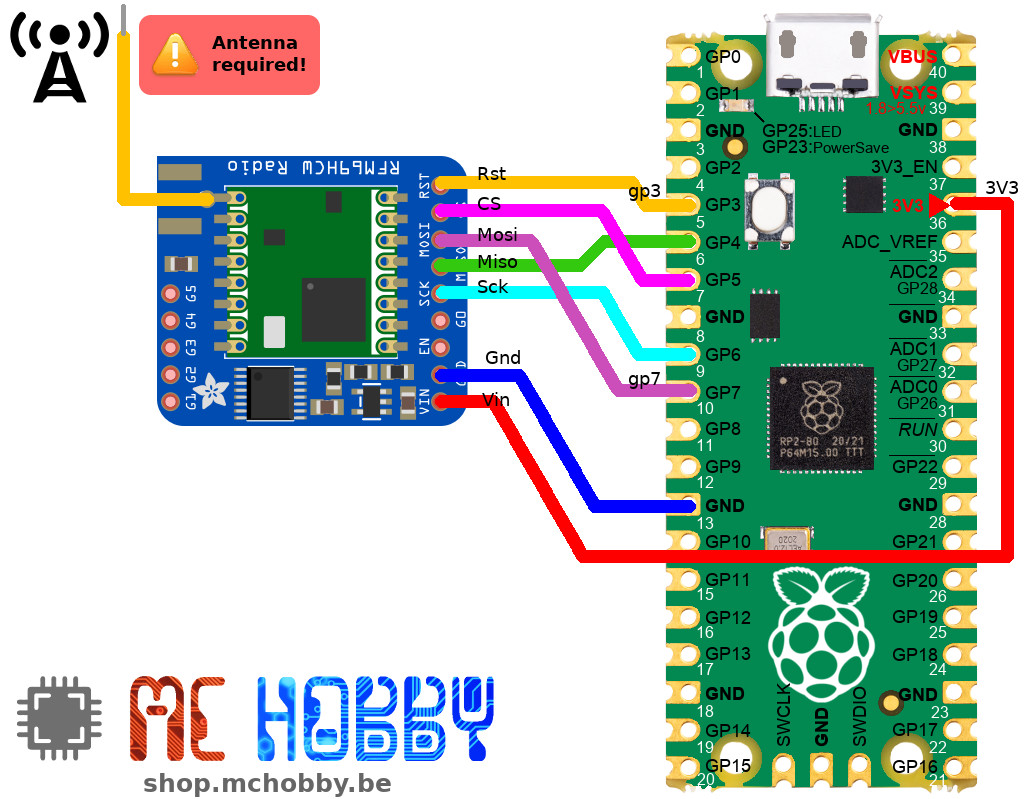 Antenna
required!
RFM69HCW Radio
RST
CS
MOSI
MISO
SCK
G0
EN
GND
VIN
G5
G4
G3
G2
G1
Rst
CS
Mosi
Miso
Sck
Gnd
Vin
gp3
gp7
3V3
GP0
1
GP1
2
GND
3
GP2
4
GP3
5
GP4
6
GP5
7
GND
8
GP6
9
GP7
10
GP8
11
GP9
12
GND
13
GP10
GP11
15
GP12
16
GP13
17
GND
18
GP14
19
GP15
20
GP25:LED
GP23:PowerSave
VBUS
40
VSYS
1.8>5.5v
39
GND
38
3V3_EN
37
3V3
36
ADC_VREF
35
ADC2
GP28
34
GND
33
ADC1
GP27
32
ADC0
GP26
31
RUN
30
GP22
29
GND
28
GP21
GP20
26
GP19
25
GP18
24
GND
23
GP17
22
GP16
21
RP2-B0 20/21
P64M15.00 TTT
2020
SWCLK
GND
SWDIO
MC HOBBY
shop.mchobby.be